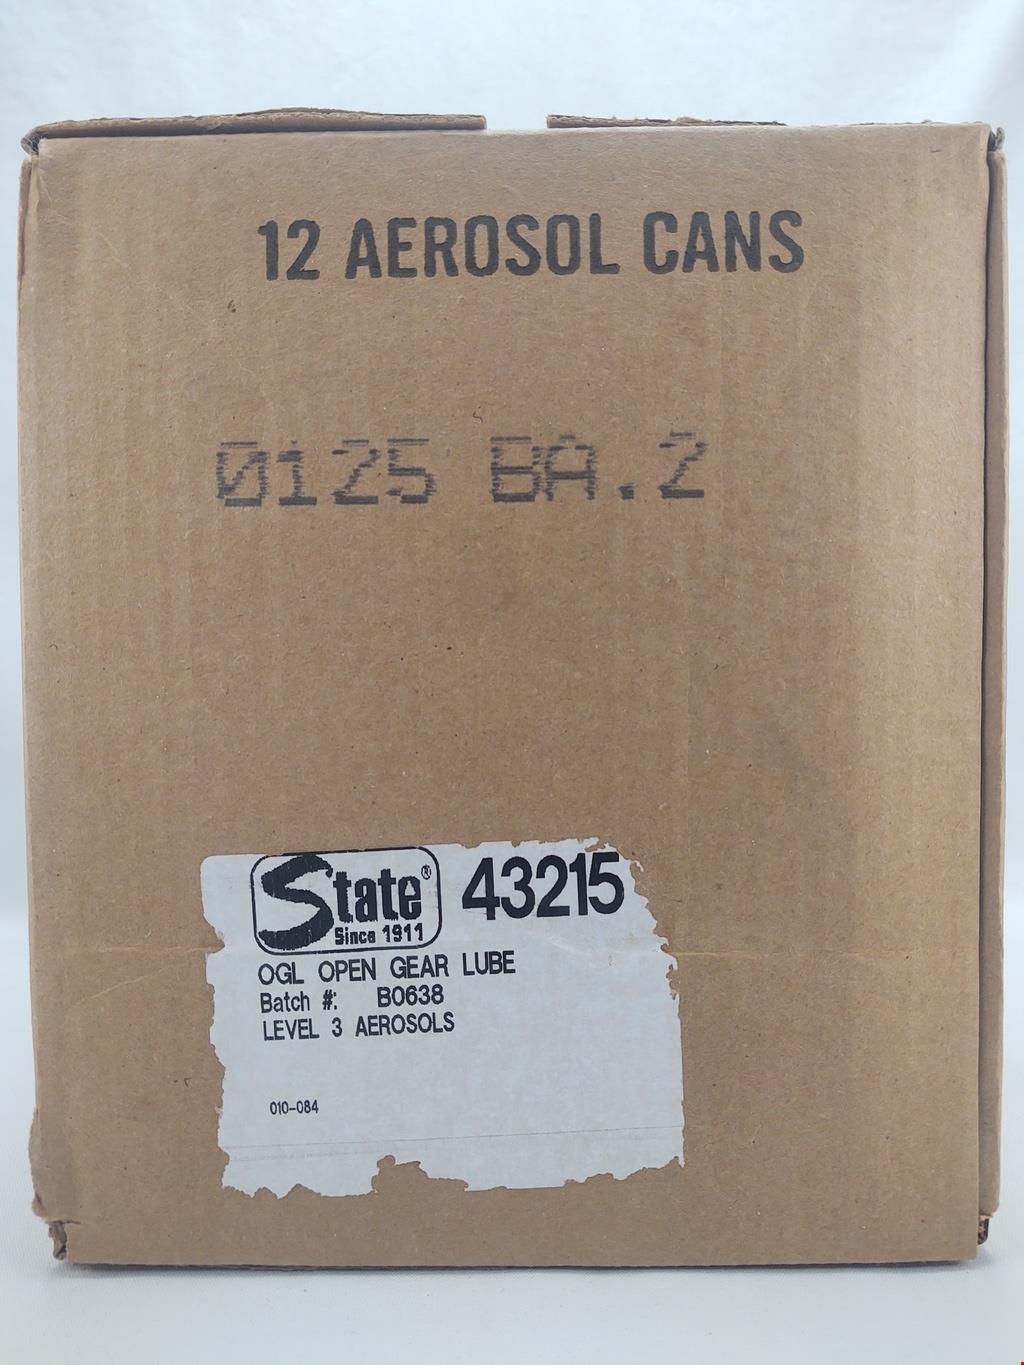 12 AEROSOL CANS
0125 BA.2
State® 43215
Since 1911
OGL OPEN GEAR LUBE
Batch #: B0638
LEVEL 3 AEROSOLS
010-084